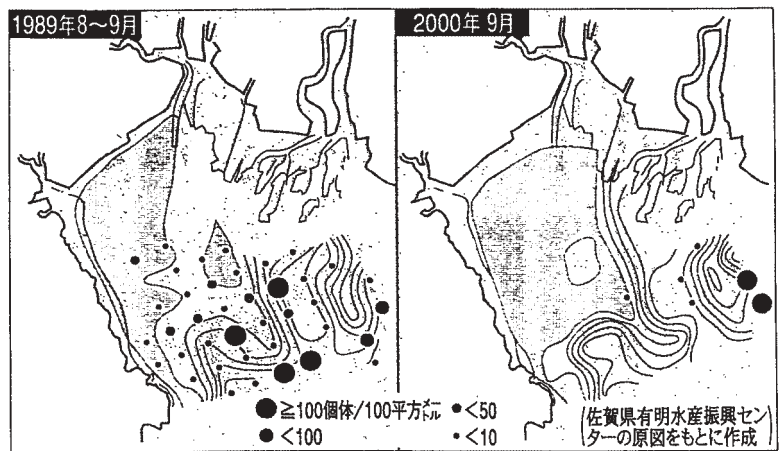 1989年8〜9月
2000年 9月
≧100個体/100平方メートル
<100
<50
<10
(佐賀県有明水産振興セン
ターの原図をもとに作成)